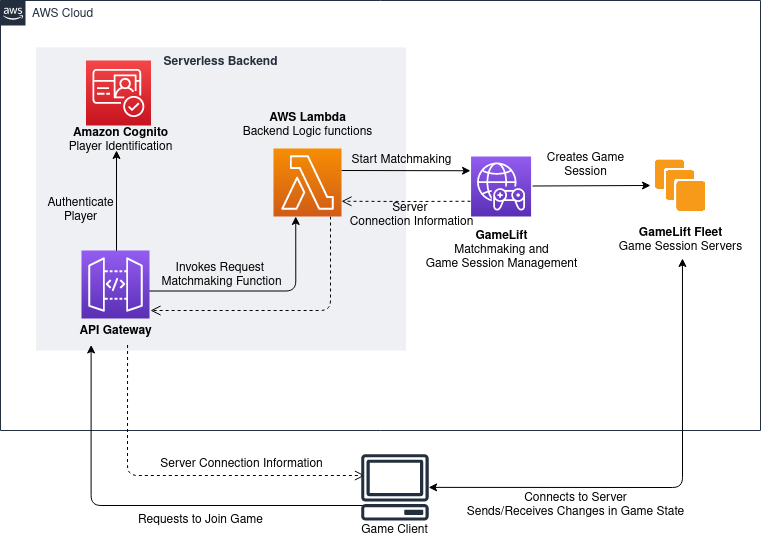 aws
AWS Cloud
Serverless Backend
Amazon Cognito
Player Identification
AWS Lambda
Backend Logic functions
Start Matchmaking
Creates Game
Session
Authenticate
Player
Server
Connection Information
GameLift
Matchmaking and
Game Session Management
GameLift Fleet
Game Session Servers
Invokes Request
Matchmaking Function
API Gateway
Server Connection Information
Requests to Join Game
Game Client
Connects to Server
Sends/Receives Changes in Game State